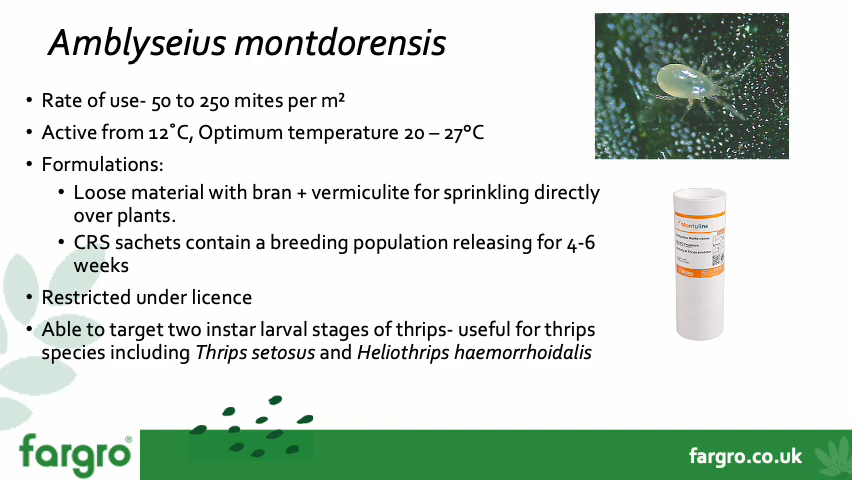 Amblyseius montdorensis
• Rate of use- 50 to 250 mites per m²
• Active from 12˚C, Optimum temperature 20 – 27°C
• Formulations:
• Loose material with bran + vermiculite for sprinkling directly
over plants.
• CRS sachets contain a breeding population releasing for 4-6
weeks
• Restricted under licence
• Able to target two instar larval stages of thrips- useful for thrips
species including Thrips setosus and Heliothrips haemorrhoidalis
Montyline
fargro®
fargro.co.uk